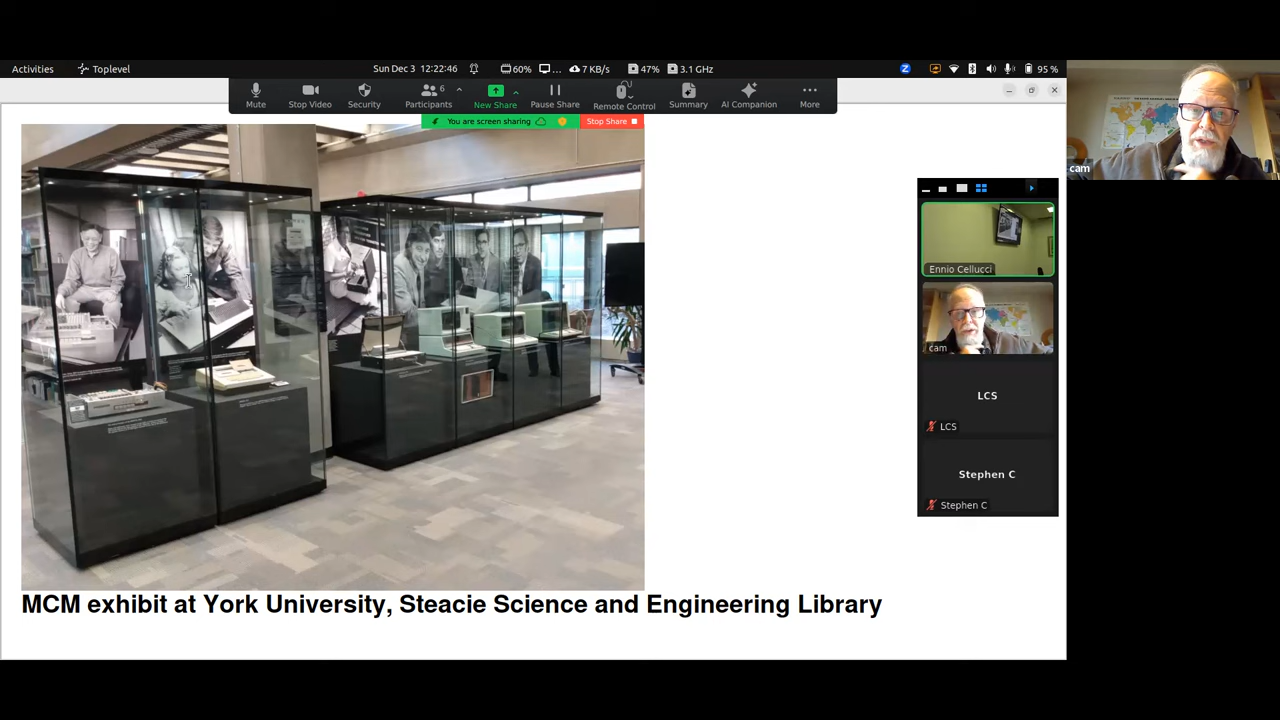 Activities
Toplevel
Sun Dec 3 12:22:46
60%
...
7 KB/s
47%
3.1 GHz
95 %
Mute
Stop Video
Security
Participants
6
New Share
Pause Share
Remote Control
Summary
AI Companion
More
You are screen sharing
Stop Share
cam
Ennio Cellucci
cam
LCS
LCS
Stephen C
Stephen C
MCM exhibit at York University, Steacie Science and Engineering Library